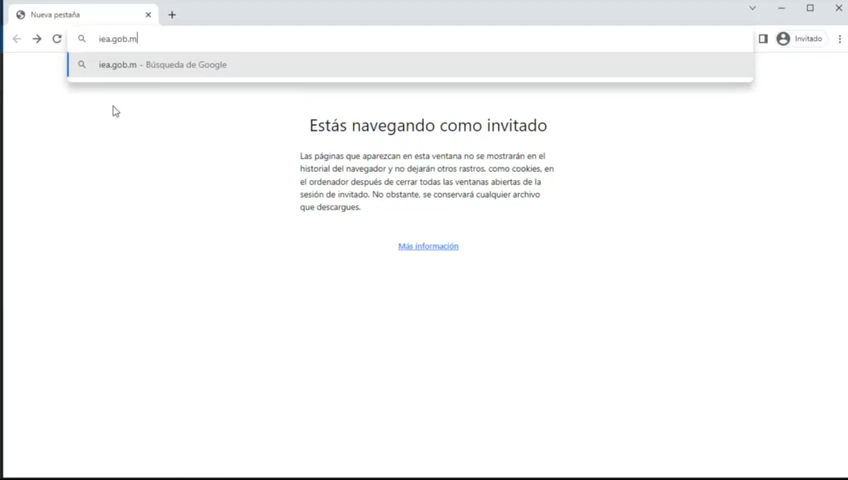 Nueva pestaña
iea.gob.m
Invitado
iea.gob.m - Búsqueda de Google
Estás navegando como invitado
Las páginas que aparezcan en esta ventana no se mostrarán en el
historial del navegador y no dejarán otros rastros, como cookies, en
el ordenador después de cerrar todas las ventanas abiertas de la
sesión de invitado. No obstante, se conservará cualquier archivo
que descargues.
Más información